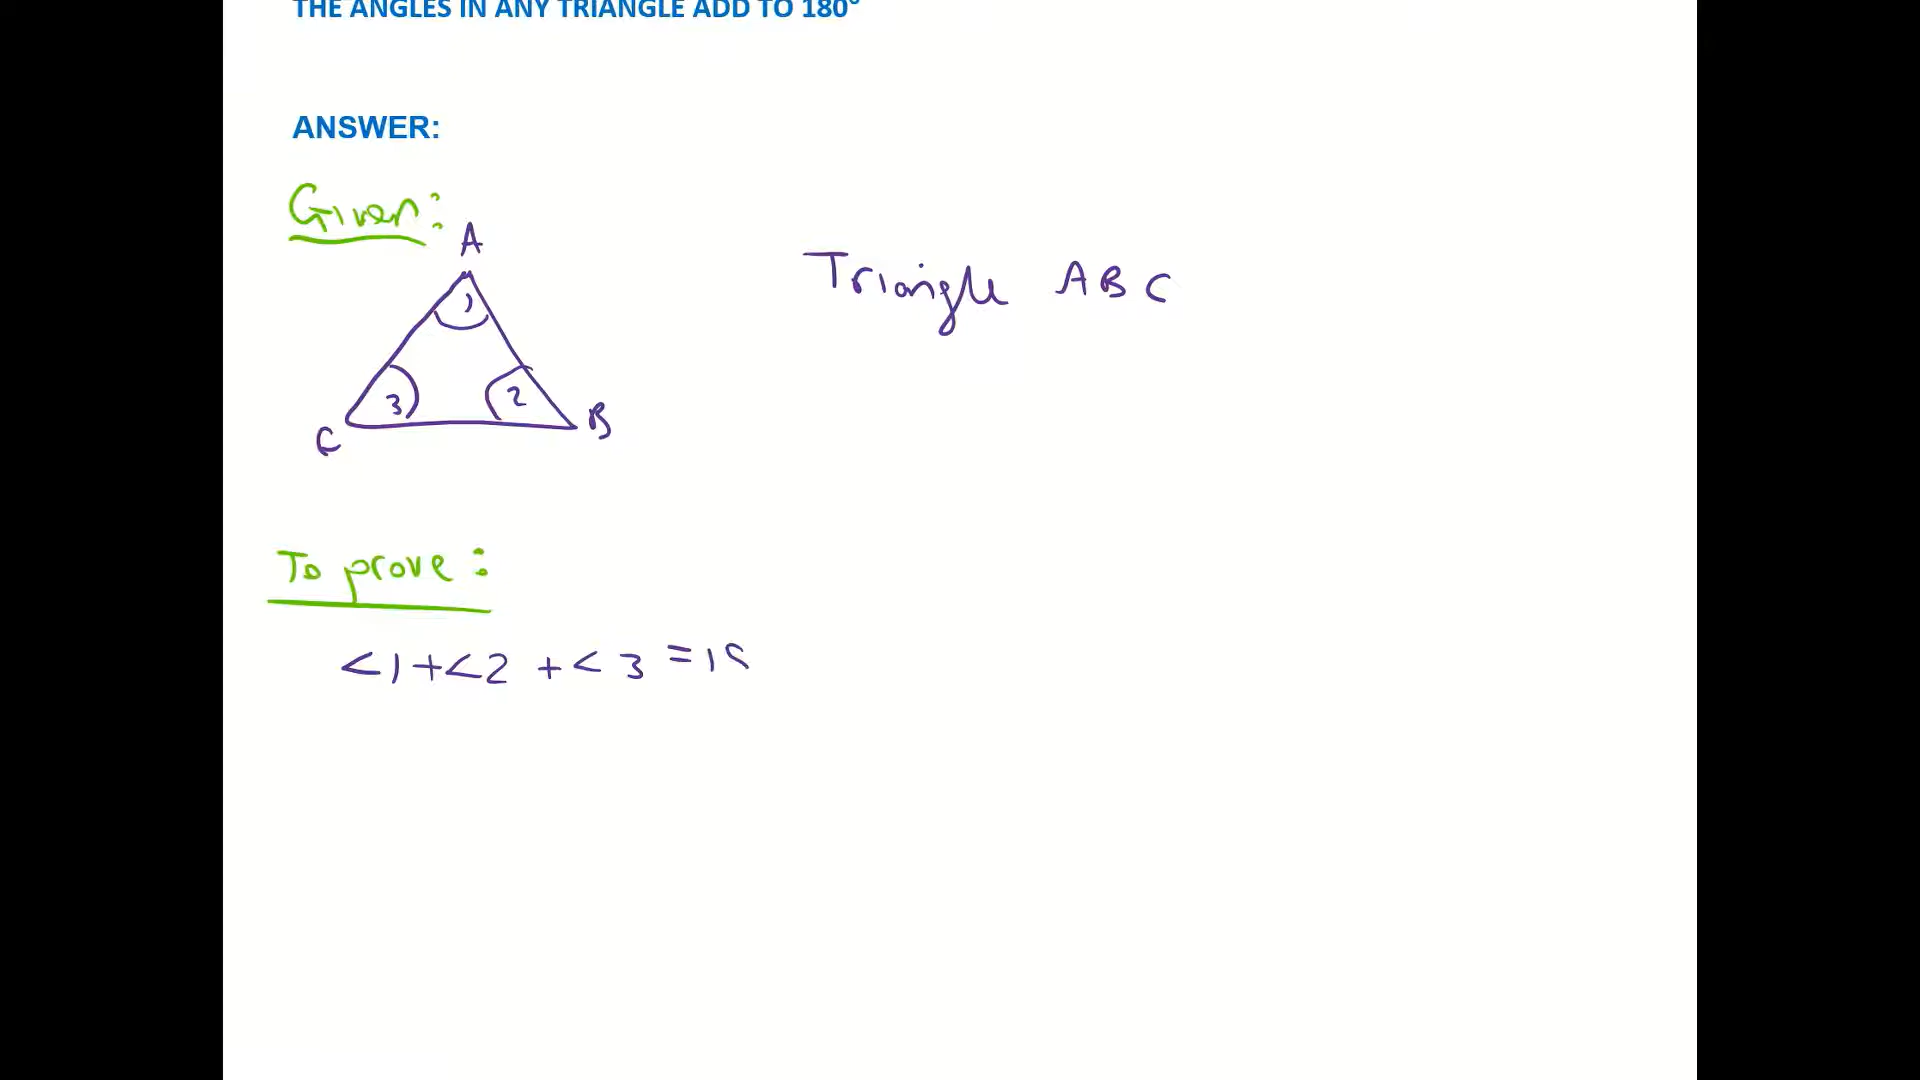 THE ANGLES IN ANY TRIANGLE ADD TO 180°
ANSWER:
Given:
A
Triangle ABC
1
3
2
C
B
To prove:
<1+<2 +<3 =18